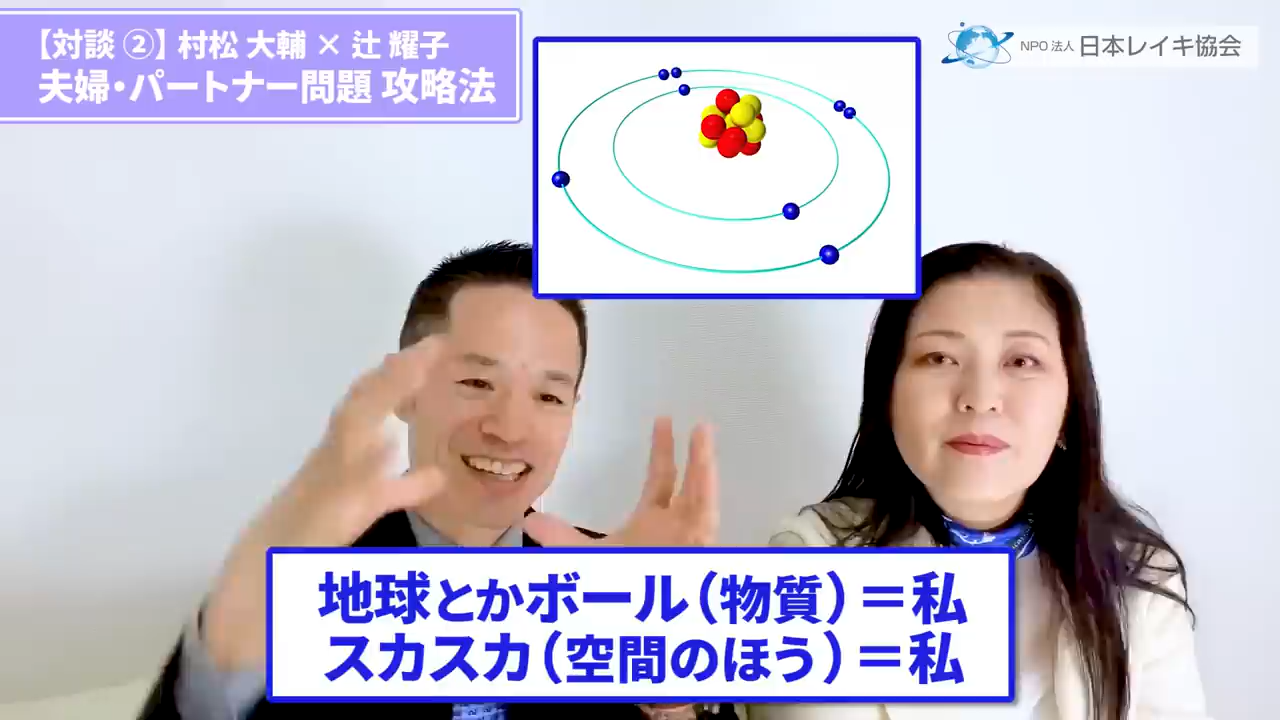 【対談 ②】 村松 大輔 × 辻 耀子
夫婦・パートナー問題 攻略法
NPO 法人 日本レイキ協会
地球とかボール(物質)=私
スカスカ(空間のほう)=私